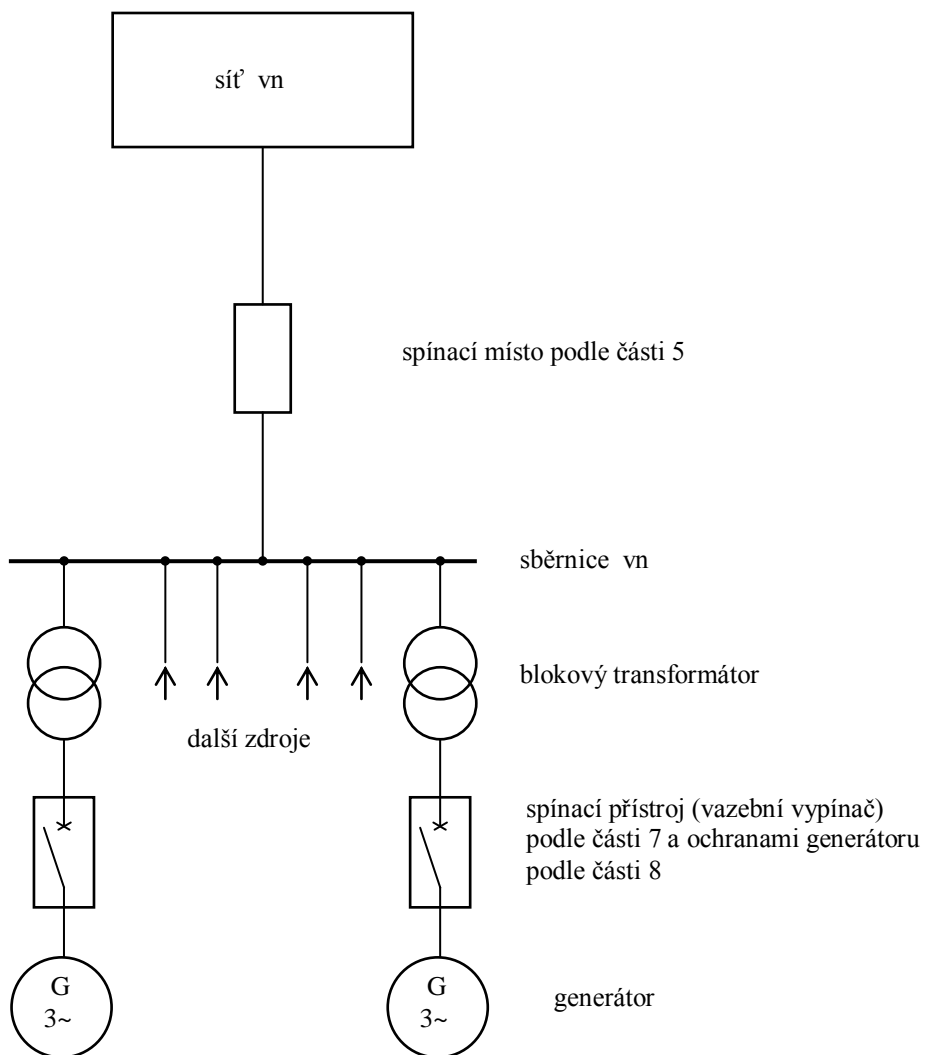 síť vn
spínací místo podle části 5
sběrnice vn
blokový transformátor
další zdroje
spínací přístroj (vazební vypínač)
podle části 7 a ochranami generátoru
podle části 8
G
3~
G
3~
generátor